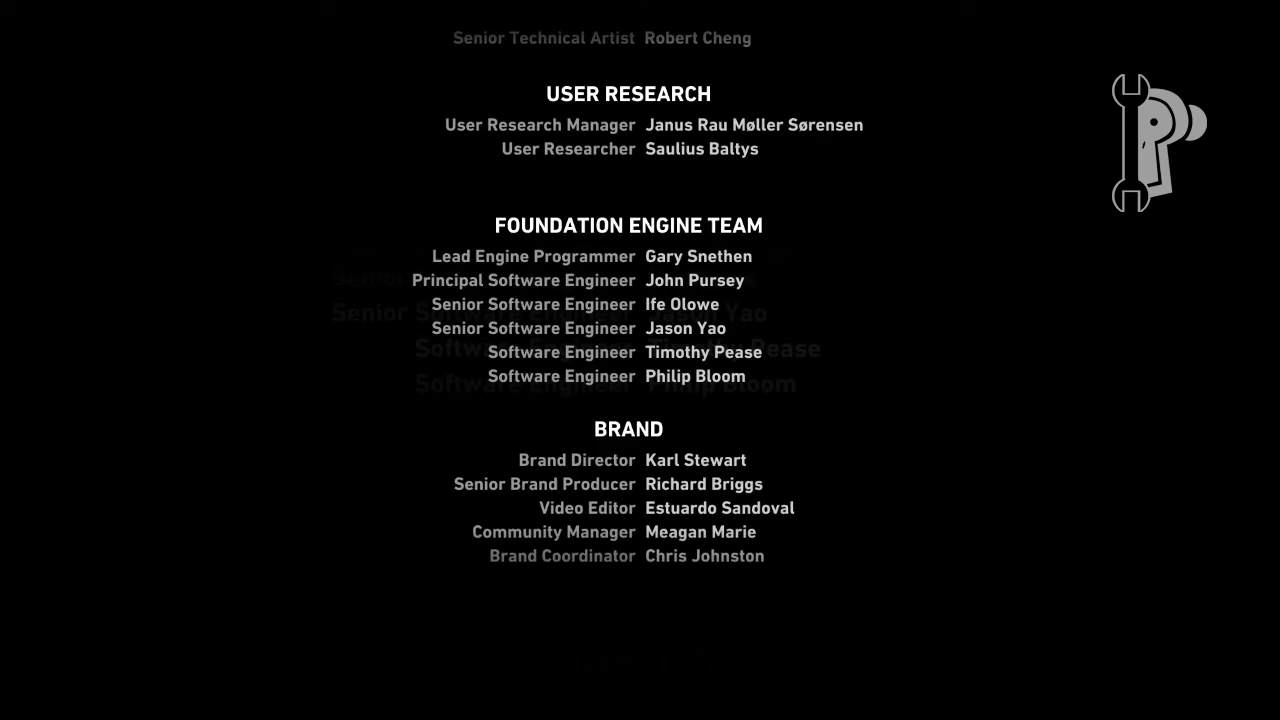 Senior Technical Artist Robert Cheng
USER RESEARCH
User Research Manager Janus Rau Møller Sørensen
User Researcher Saulius Baltys
FOUNDATION ENGINE TEAM
Lead Engine Programmer Gary Snethen
Principal Software Engineer John Pursey
Senior Software Engineer Ife Olowe
Senior Software Engineer Jason Yao
Software Engineer Timothy Pease
Software Engineer Philip Bloom
BRAND
Brand Director Karl Stewart
Senior Brand Producer Richard Briggs
Video Editor Estuardo Sandoval
Community Manager Meagan Marie
Brand Coordinator Chris Johnston